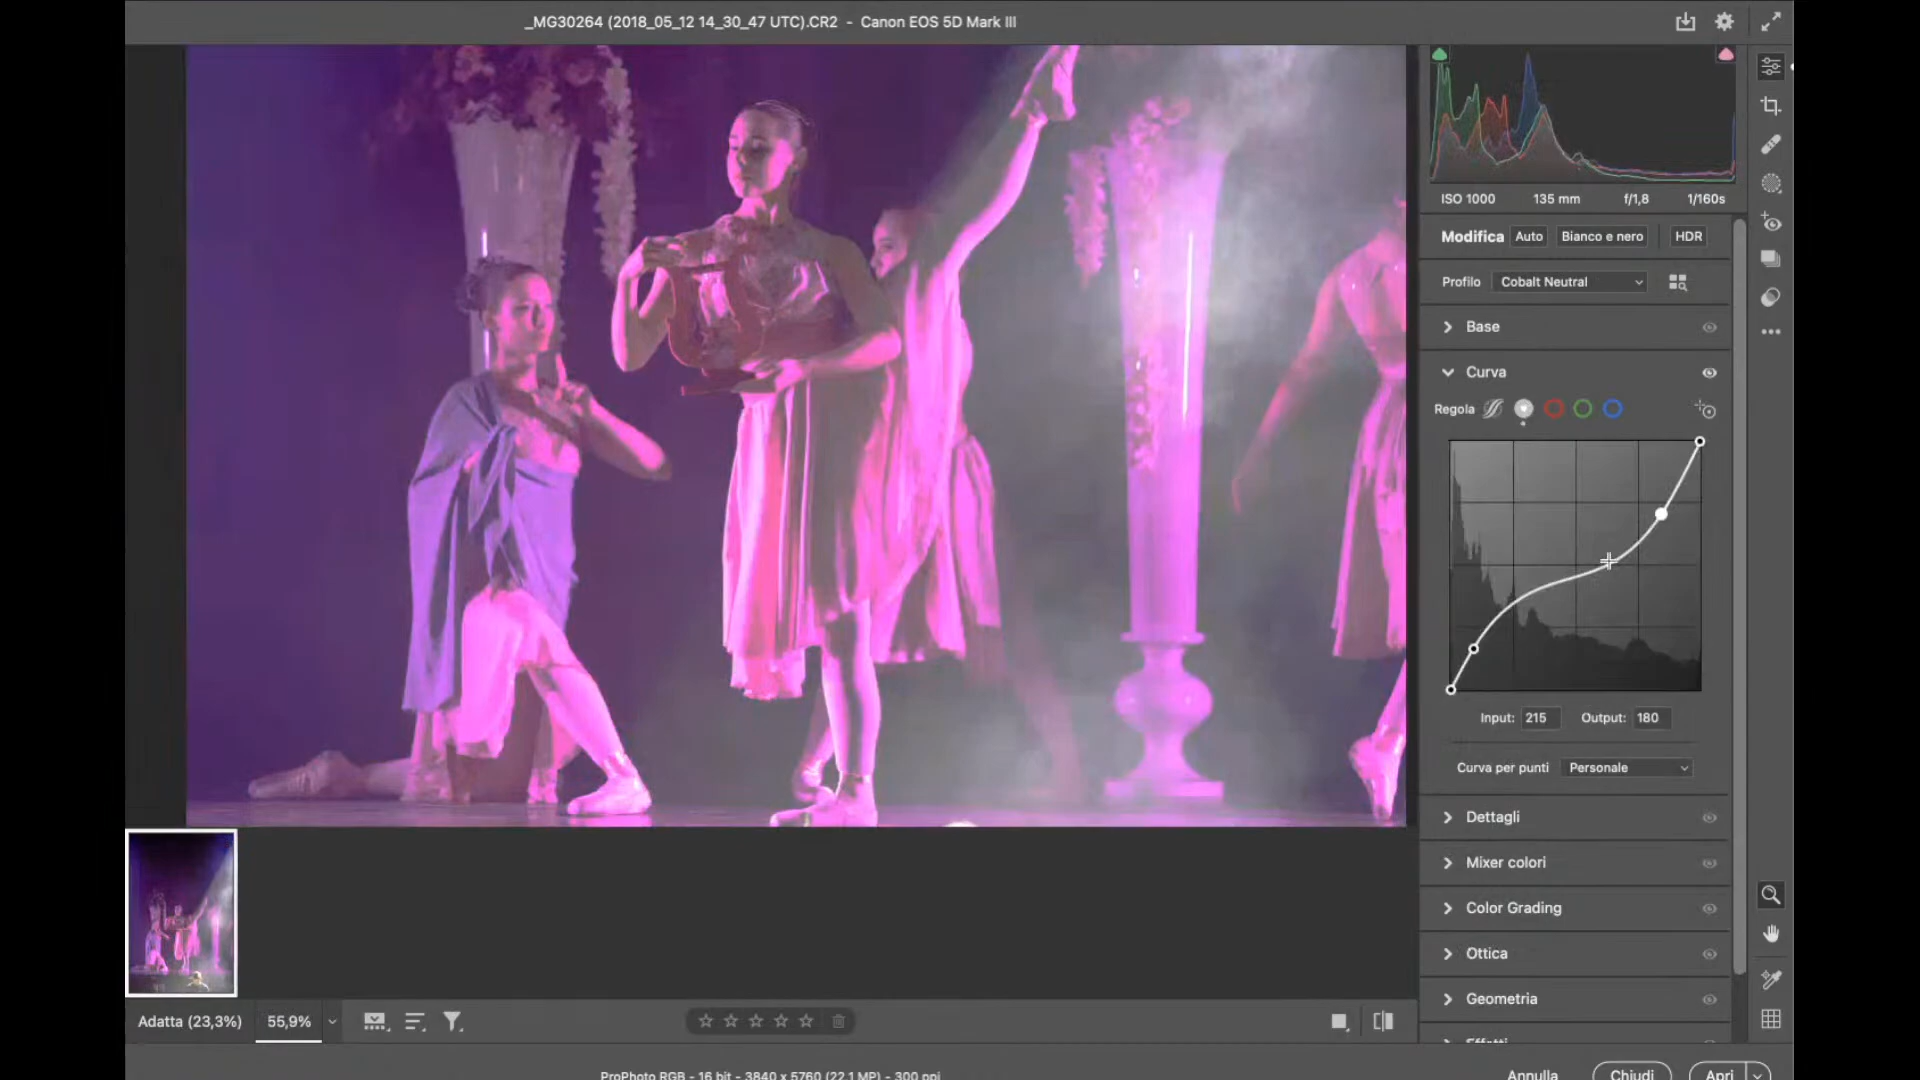 _MG30264 (2018_05_12 14_30_47 UTC).CR2 - Canon EOS 5D Mark III
ISO 1000 135 mm f/1,8 1/160s
Modifica Auto Bianco e nero HDR
Profilo Cobalt Neutral
Base
Curva
Regola
Input: 215 Output: 180
Curva per punti Personale
Dettagli
Mixer colori
Color Grading
Ottica
Geometria
Effetti
Adatta (23,3%) 55,9%
ProPhoto RGB - 16 bit - 3840 x 5760 (22,1 MP) - 300 ppi
Annulla Chiudi Apri